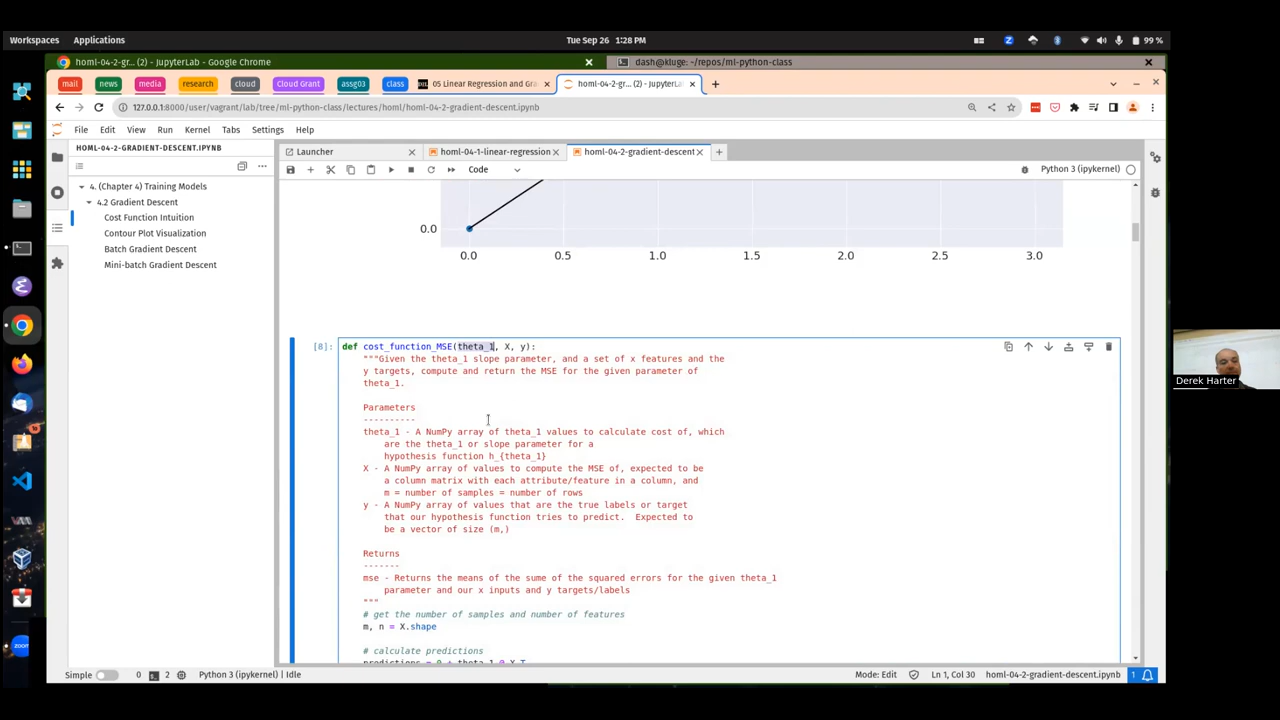 Workspaces
Applications
Tue Sep 26 1:28 PM
99 %
homl-04-2-gr... (2) - JupyterLab - Google Chrome
dash@kluge: ~/repos/ml-python-class
mail
news
media
research
cloud
Cloud Grant
assg03
class
05 Linear Regression and Gra
homl-04-2-gr... (2) - JupyterL
127.0.0.1:8000/user/vagrant/lab/tree/ml-python-class/lectures/homl/homl-04-2-gradient-descent.ipynb
File
Edit
View
Run
Kernel
Tabs
Settings
Help
HOML-04-2-GRADIENT-DESCENT.IPYNB
Launcher
homl-04-1-linear-regression
homl-04-2-gradient-descent
Code
Python 3 (ipykernel)
4. (Chapter 4) Training Models
4.2 Gradient Descent
Cost Function Intuition
Contour Plot Visualization
Batch Gradient Descent
Mini-batch Gradient Descent
0.0
0.0 0.5 1.0 1.5 2.0 2.5 3.0
[8]: def cost_function_MSE(theta_1, X, y):
"""Given the theta_1 slope parameter, and a set of x features and the
y targets, compute and return the MSE for the given parameter of
theta_1.
Parameters
----------
theta_1 - A NumPy array of theta_1 values to calculate cost of, which
are the theta_1 or slope parameter for a
hypothesis function h_{theta_1}
X - A NumPy array of values to compute the MSE of, expected to be
a column matrix with each attribute/feature in a column, and
m = number of samples = number of rows
y - A NumPy array of values that are the true labels or target
that our hypothesis function tries to predict. Expected to
be a vector of size (m,)
Returns
-------
mse - Returns the means of the sume of the squared errors for the given theta_1
parameter and our x inputs and y targets/labels
"""
# get the number of samples and number of features
m, n = X.shape
# calculate predictions
predictions = 0 + theta_1 @ X.T
Derek Harter
Simple
0
2
Python 3 (ipykernel) | Idle
Mode: Edit
Ln 1, Col 30
homl-04-2-gradient-descent.ipynb
1